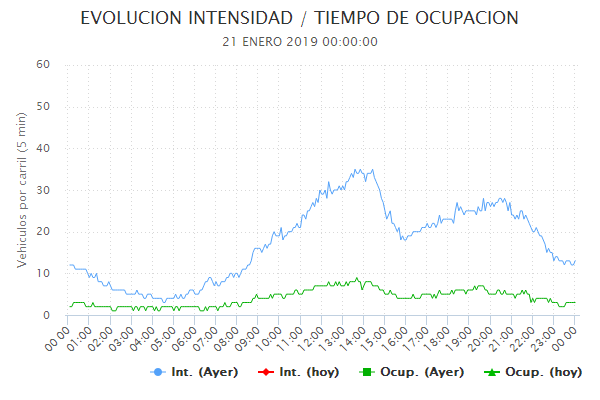 EVOLUCION INTENSIDAD / TIEMPO DE OCUPACION
21 ENERO 2019 00:00:00
Vehiculos por carril (5 min)
60
50
40
30
20
10
0
00:00 01:00 02:00 03:00 04:00 05:00 06:00 07:00 08:00 09:00 10:00 11:00 12:00 13:00 14:00 15:00 16:00 17:00 18:00 19:00 20:00 21:00 22:00 23:00 00:00
Int. (Ayer) Int. (hoy) Ocup. (Ayer) Ocup. (hoy)